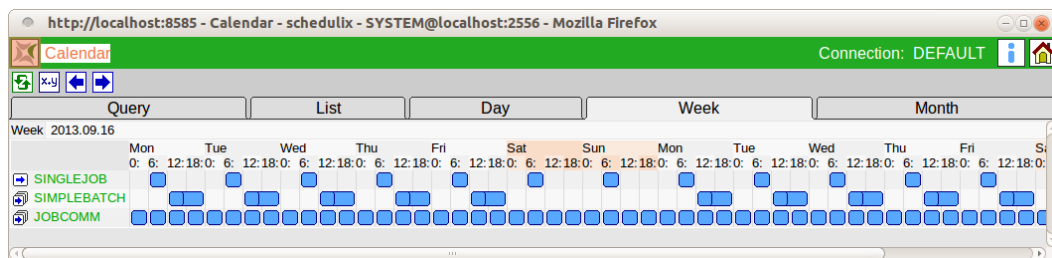 http://localhost:8585 - Calendar - schedulix - SYSTEM@localhost:2556 - Mozilla Firefox
Calendar Connection: DEFAULT
x.y
Query List Day Week Month
Week 2013.09.16
Mon Tue Wed Thu Fri Sat Sun Mon Tue Wed Thu Fri Sa
0: 6: 12:18:0: 6: 12:18:0: 6: 12:18:0: 6: 12:18:0: 6: 12:18:0: 6: 12:18:0: 6: 12:18:0: 6: 12:18:0: 6: 12:18:0: 6: 12:18:0: 6: 12:18:0: 6: 12:18:0:
SINGLEJOB
SIMPLEBATCH
JOBCOMM